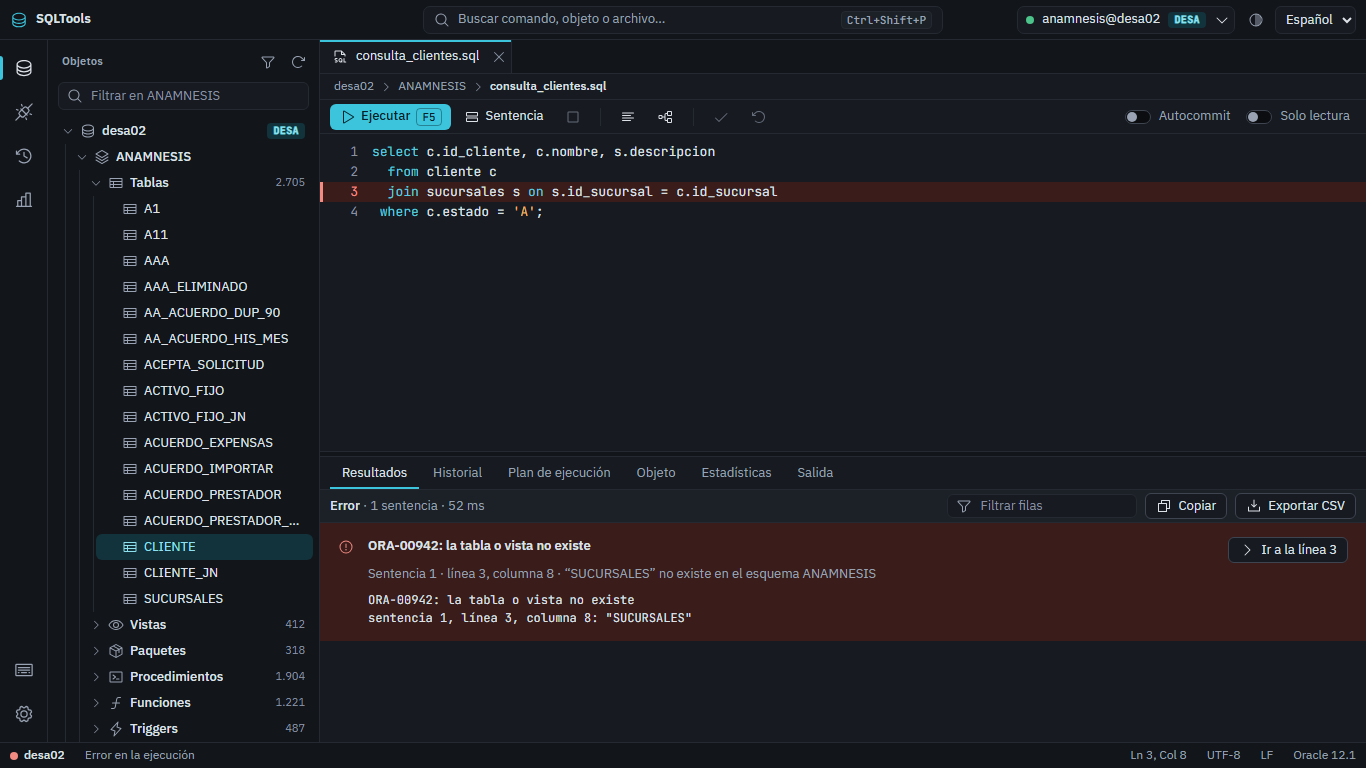 SQLTools
Buscar comando, objeto o archivo... Ctrl+Shift+P
anamnesis@desa02 DESA
Español
Objetos
Filtrar en ANAMNESIS
desa02 DESA
ANAMNESIS
Tablas 2.705
A1
A11
AAA
AAA_ELIMINADO
AA_ACUERDO_DUP_90
AA_ACUERDO_HIS_MES
ACEPTA_SOLICITUD
ACTIVO_FIJO
ACTIVO_FIJO_JN
ACUERDO_EXPENSAS
ACUERDO_IMPORTAR
ACUERDO_PRESTADOR
ACUERDO_PRESTADOR_...
CLIENTE
CLIENTE_JN
SUCURSALES
Vistas 412
Paquetes 318
Procedimientos 1.904
Funciones 1.221
Triggers 487
SQL consulta_clientes.sql
desa02 > ANAMNESIS > consulta_clientes.sql
Ejecutar F5 Sentencia Autocommit Solo lectura
1 select c.id_cliente, c.nombre, s.descripcion
2 from cliente c
3 join sucursales s on s.id_sucursal = c.id_sucursal
4 where c.estado = 'A';
Resultados Historial Plan de ejecución Objeto Estadísticas Salida
Error · 1 sentencia · 52 ms Filtrar filas Copiar Exportar CSV
ORA-00942: la tabla o vista no existe Ir a la línea 3
Sentencia 1 · línea 3, columna 8 · “SUCURSALES” no existe en el esquema ANAMNESIS
ORA-00942: la tabla o vista no existe
sentencia 1, línea 3, columna 8: "SUCURSALES"
desa02 Error en la ejecución Ln 3, Col 8 UTF-8 LF Oracle 12.1